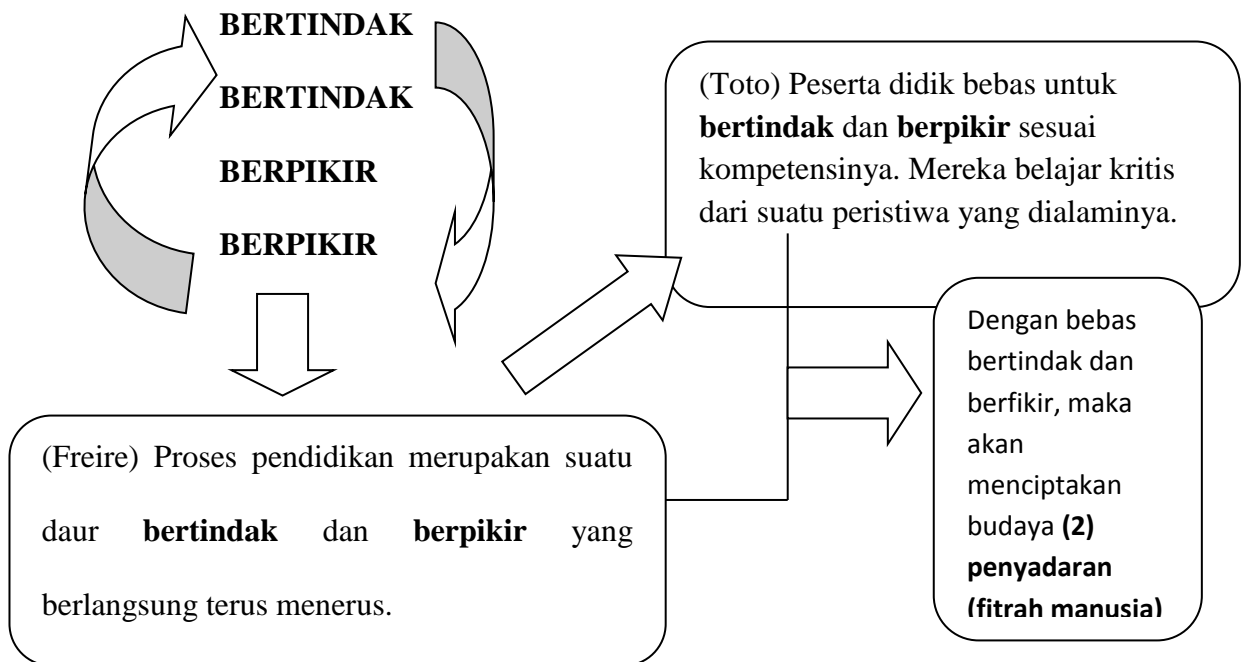 BERTINDAK
BERTINDAK
BERPIKIR
BERPIKIR
(Toto) Peserta didik bebas untuk
bertindak dan berpikir sesuai
kompetensinya. Mereka belajar kritis
dari suatu peristiwa yang dialaminya.
(Freire) Proses pendidikan merupakan suatu
daur bertindak dan berpikir yang
berlangsung terus menerus.
Dengan bebas
bertindak dan
berfikir, maka
akan
menciptakan
budaya (2)
penyadaran
(fitrah manusia)